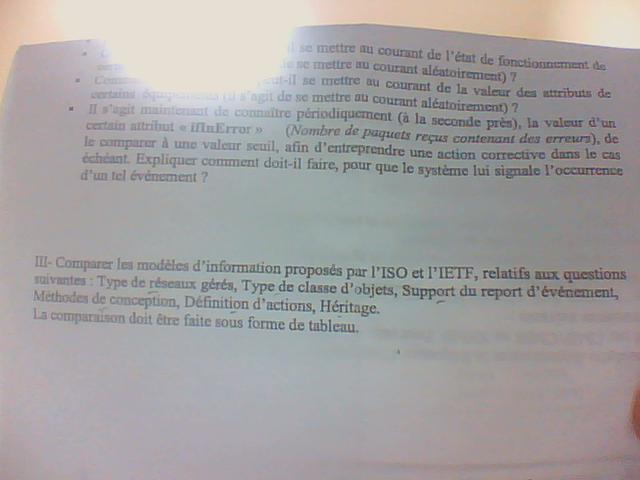 se mettre au courant de l'état de fonctionnement de
de se mettre au courant aléatoirement) ?
peut-il se mettre au courant de la valeur des attributs de
certains équipements (il s'agit de se mettre au courant aléatoirement) ?
▪ Il s'agit maintenant de connaître périodiquement (à la seconde près), la valeur d'un
certain attribut « ifInError » (Nombre de paquets reçus contenant des erreurs), de
le comparer à une valeur seuil, afin d'entreprendre une action corrective dans le cas
échéant. Expliquer comment doit-il faire, pour que le système lui signale l'occurrence
d'un tel événement ?
III- Comparer les modèles d'information proposés par l'ISO et l'IETF, relatifs aux questions
suivantes : Type de réseaux gérés, Type de classe d'objets, Support du report d'événement,
Méthodes de conception, Définition d'actions, Héritage.
La comparaison doit être faite sous forme de tableau.